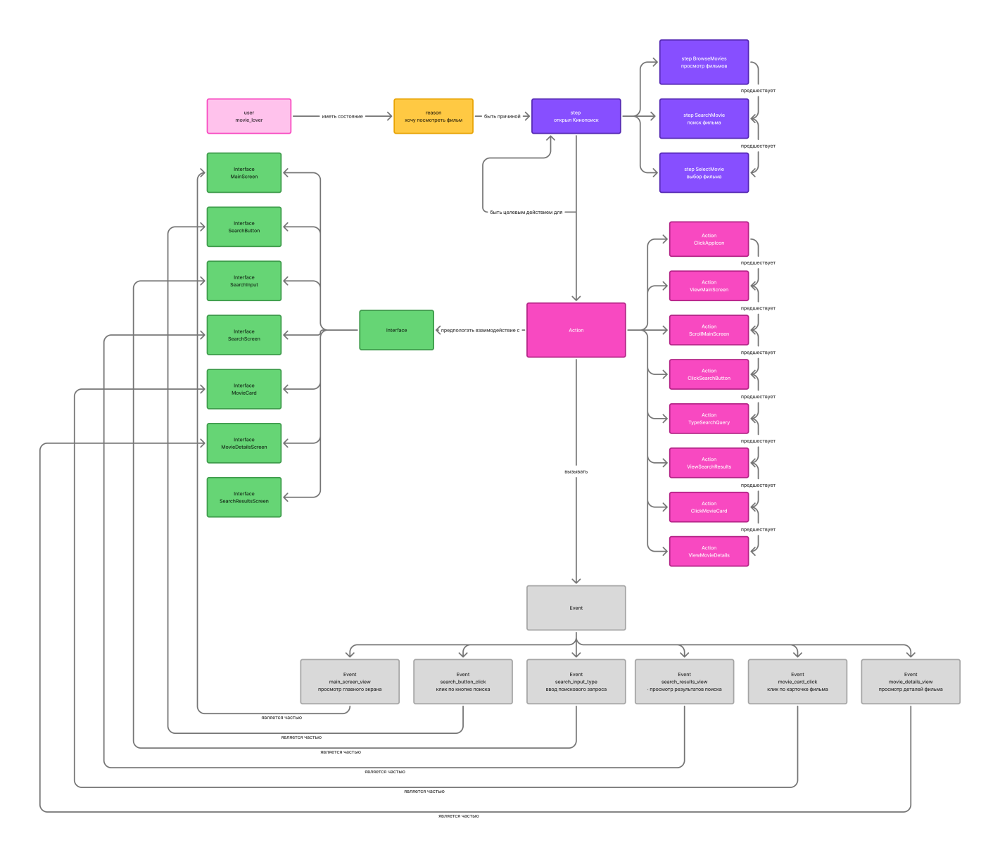 step BrowseMovies
просмотр фильмов
предшествует
user
movie_lover
иметь состояние
reason
хочу посмотреть фильм
быть причиной
step
открыл Кинопоиск
step SearchMovie
поиск фильма
предшествует
step SelectMovie
выбор фильма
Interface
MainScreen
быть целевым действием для
Interface
SearchButton
Interface
SearchInput
Interface
SearchScreen
Interface
MovieCard
Interface
MovieDetailsScreen
Interface
SearchResultsScreen
Interface
предпологать взаимодействие с
Action
Action
ClickAppIcon
предшествует
Action
ViewMainScreen
предшествует
Action
ScrollMainScreen
предшествует
Action
ClickSearchButton
предшествует
Action
TypeSearchQuery
предшествует
Action
ViewSearchResults
предшествует
Action
ClickMovieCard
предшествует
Action
ViewMovieDetails
вызывать
Event
Event
main_screen_view
просмотр главного экрана
Event
search_button_click
клик по кнопке поиска
Event
search_input_type
ввод поискового запроса
Event
search_results_view
- просмотр результатов поиска
Event
movie_card_click
клик по карточке фильма
Event
movie_details_view
просмотр деталей фильма
является частью
является частью
является частью
является частью
является частью
является частью